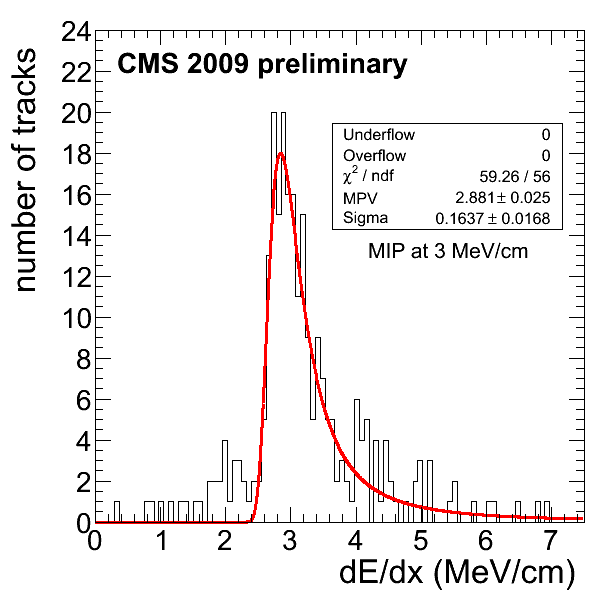 CMS 2009 preliminary
number of tracks
24
22
20
18
16
14
12
10
8
6
4
2
0
Underflow 0
Overflow 0
χ² / ndf 59.26 / 56
MPV 2.881 ± 0.025
Sigma 0.1637 ± 0.0168
MIP at 3 MeV/cm
0 1 2 3 4 5 6 7
dE/dx (MeV/cm)